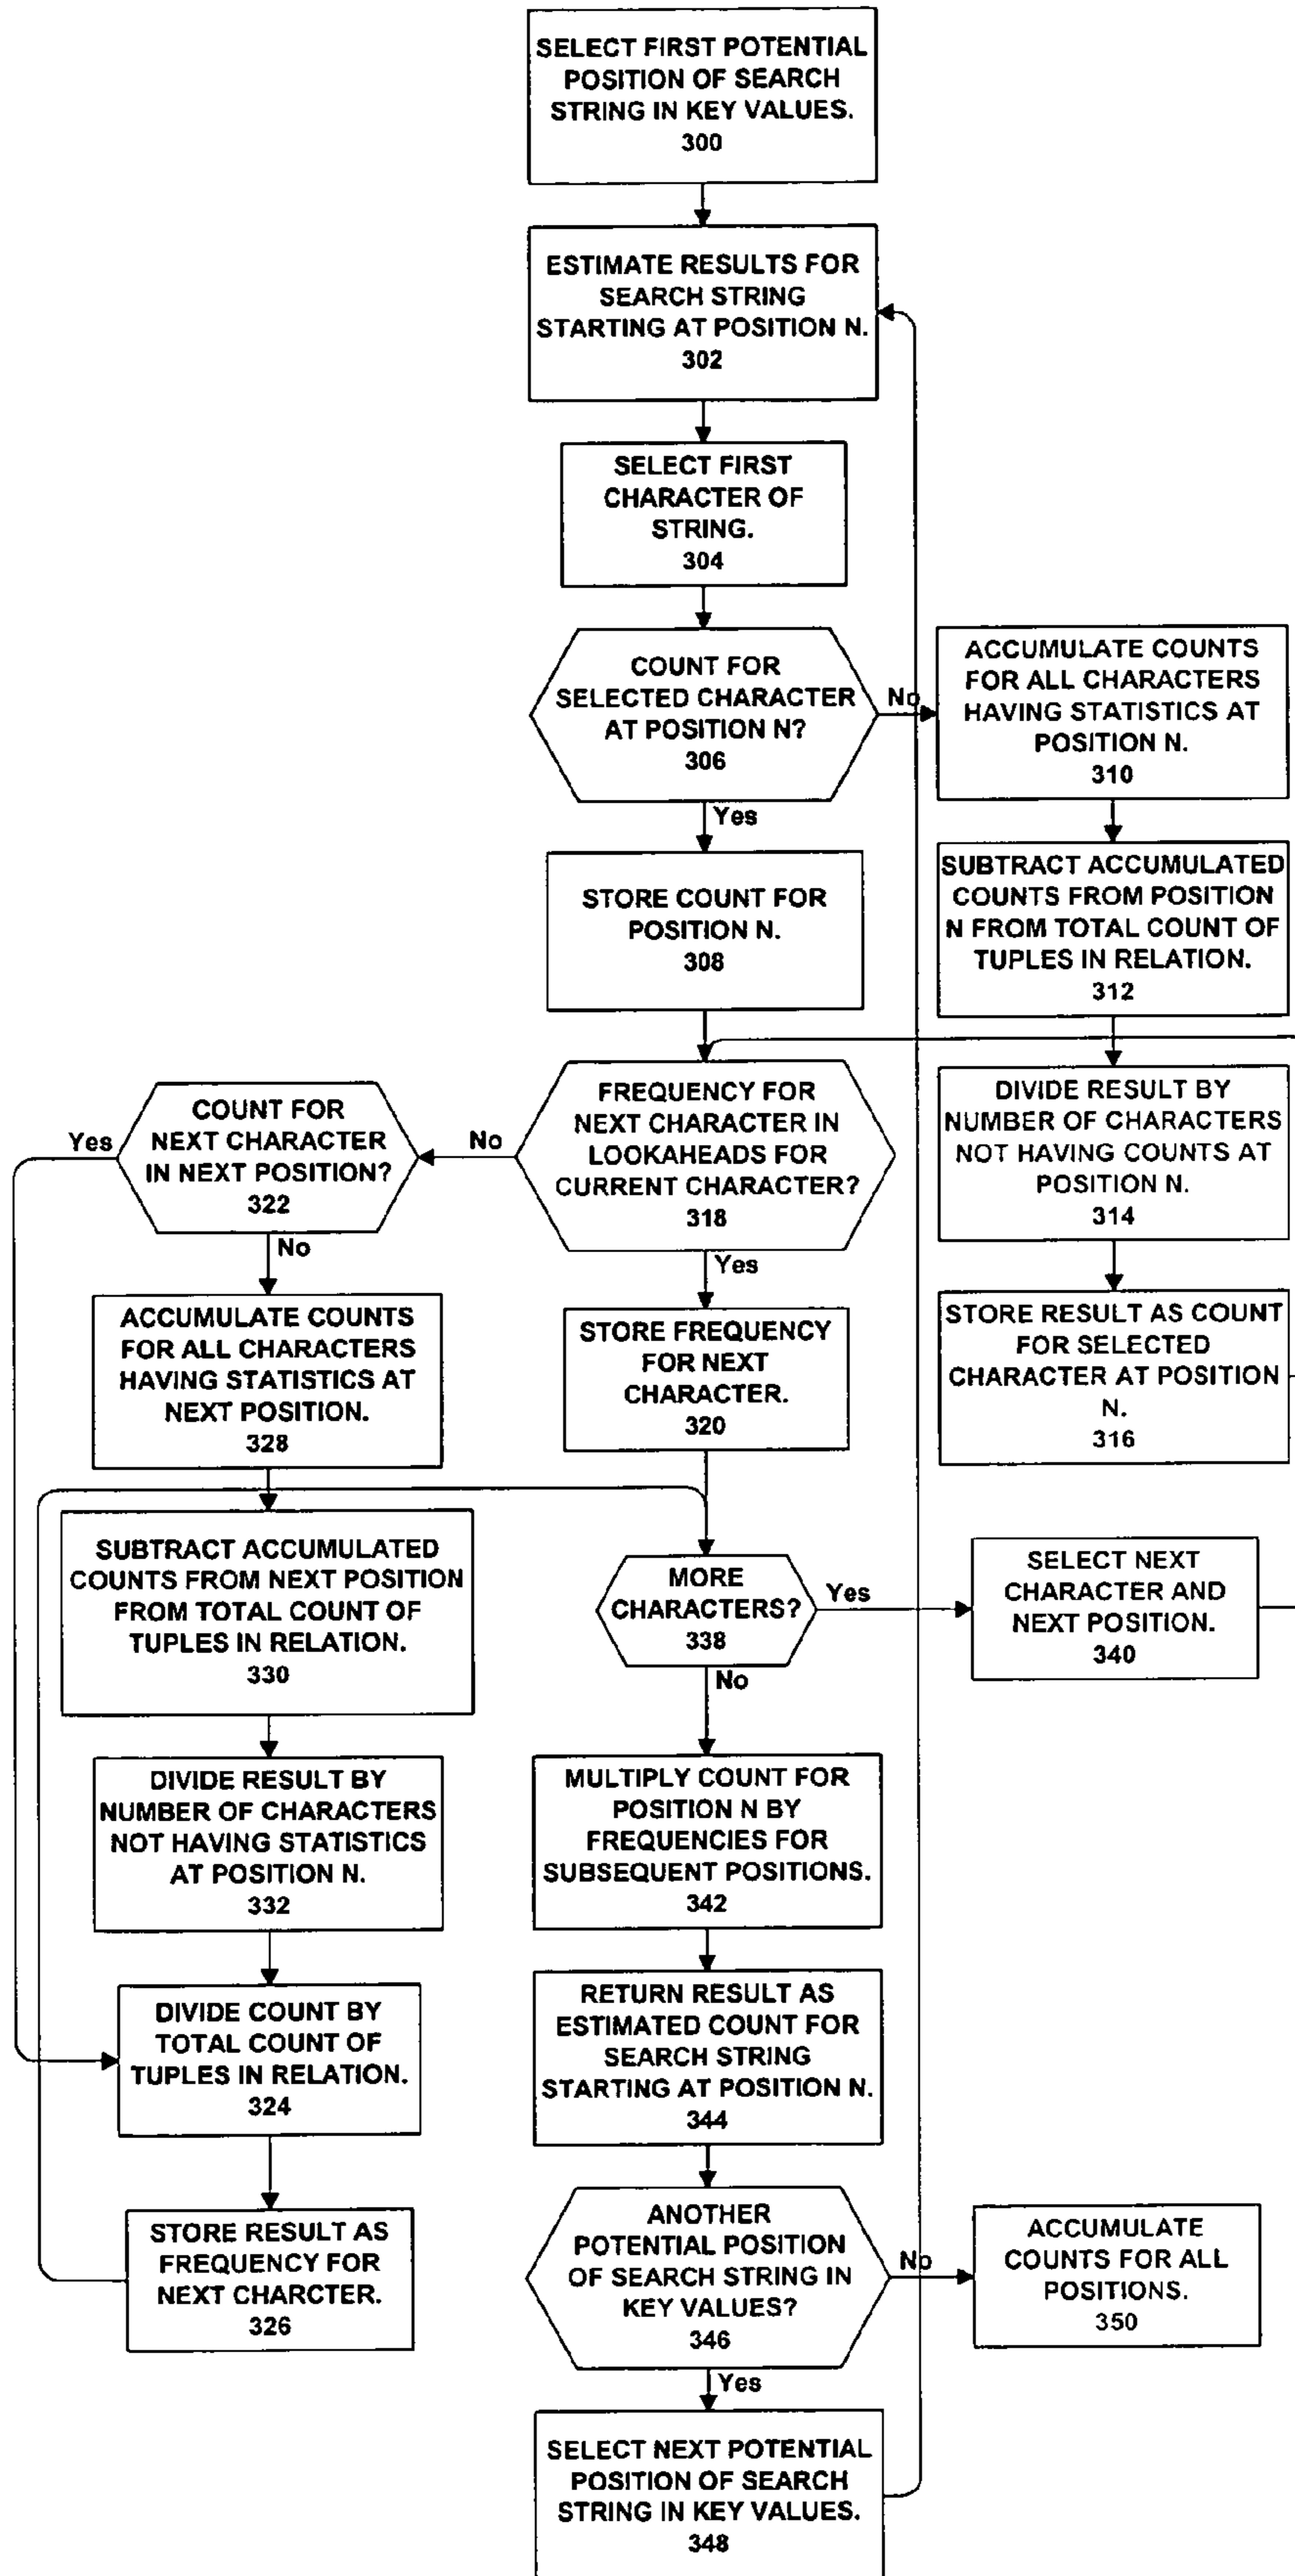 SELECT FIRST POTENTIAL
POSITION OF SEARCH
STRING IN KEY VALUES.
300
ESTIMATE RESULTS FOR
SEARCH STRING
STARTING AT POSITION N.
302
SELECT FIRST
CHARACTER OF
STRING.
304
COUNT FOR
SELECTED CHARACTER
AT POSITION N?
306
No
Yes
ACCUMULATE COUNTS
FOR ALL CHARACTERS
HAVING STATISTICS AT
POSITION N.
310
STORE COUNT FOR
POSITION N.
308
SUBTRACT ACCUMULATED
COUNTS FROM POSITION
N FROM TOTAL COUNT OF
TUPLES IN RELATION.
312
DIVIDE RESULT BY
NUMBER OF CHARACTERS
NOT HAVING COUNTS AT
POSITION N.
314
STORE RESULT AS COUNT
FOR SELECTED
CHARACTER AT POSITION
N.
316
FREQUENCY FOR
NEXT CHARACTER IN
LOOKAHEADS FOR
CURRENT CHARACTER?
318
No
Yes
COUNT FOR
NEXT CHARACTER
IN NEXT POSITION?
322
Yes
No
STORE FREQUENCY
FOR NEXT
CHARACTER.
320
ACCUMULATE COUNTS
FOR ALL CHARACTERS
HAVING STATISTICS AT
NEXT POSITION.
328
SUBTRACT ACCUMULATED
COUNTS FROM NEXT POSITION
FROM TOTAL COUNT OF
TUPLES IN RELATION.
330
DIVIDE RESULT BY
NUMBER OF CHARACTERS
NOT HAVING STATISTICS
AT POSITION N.
332
DIVIDE COUNT BY
TOTAL COUNT OF
TUPLES IN RELATION.
324
STORE RESULT AS
FREQUENCY FOR
NEXT CHARCTER.
326
MORE
CHARACTERS?
338
Yes
No
SELECT NEXT
CHARACTER AND
NEXT POSITION.
340
MULTIPLY COUNT FOR
POSITION N BY
FREQUENCIES FOR
SUBSEQUENT POSITIONS.
342
RETURN RESULT AS
ESTIMATED COUNT FOR
SEARCH STRING
STARTING AT POSITION N.
344
ANOTHER
POTENTIAL POSITION
OF SEARCH STRING IN
KEY VALUES?
346
No
Yes
ACCUMULATE
COUNTS FOR ALL
POSITIONS.
350
SELECT NEXT POTENTIAL
POSITION OF SEARCH
STRING IN KEY VALUES.
348